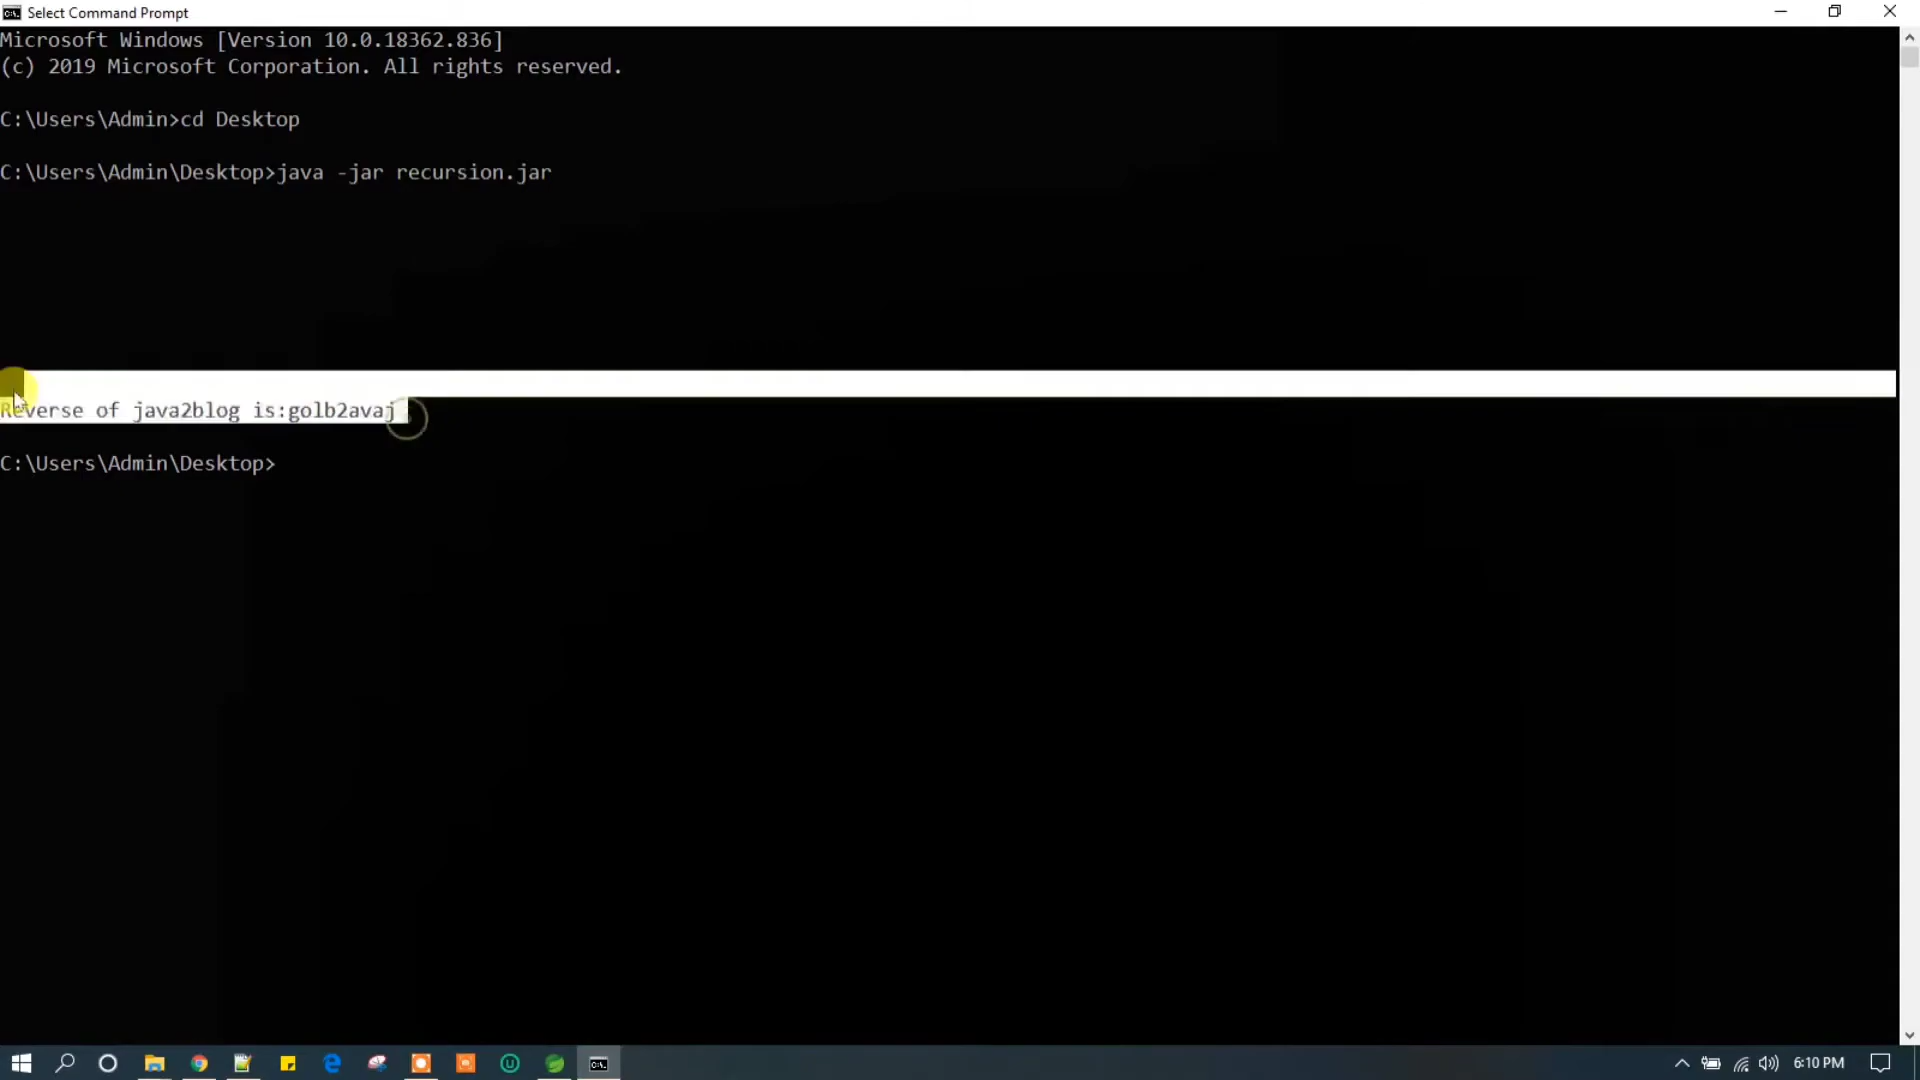 Select Command Prompt
Microsoft Windows [Version 10.0.18362.836]
(c) 2019 Microsoft Corporation. All rights reserved.
C:\Users\Admin>cd Desktop
C:\Users\Admin\Desktop>java -jar recursion.jar
Reverse of java2blog is:golb2avaj
C:\Users\Admin\Desktop>
6:10 PM